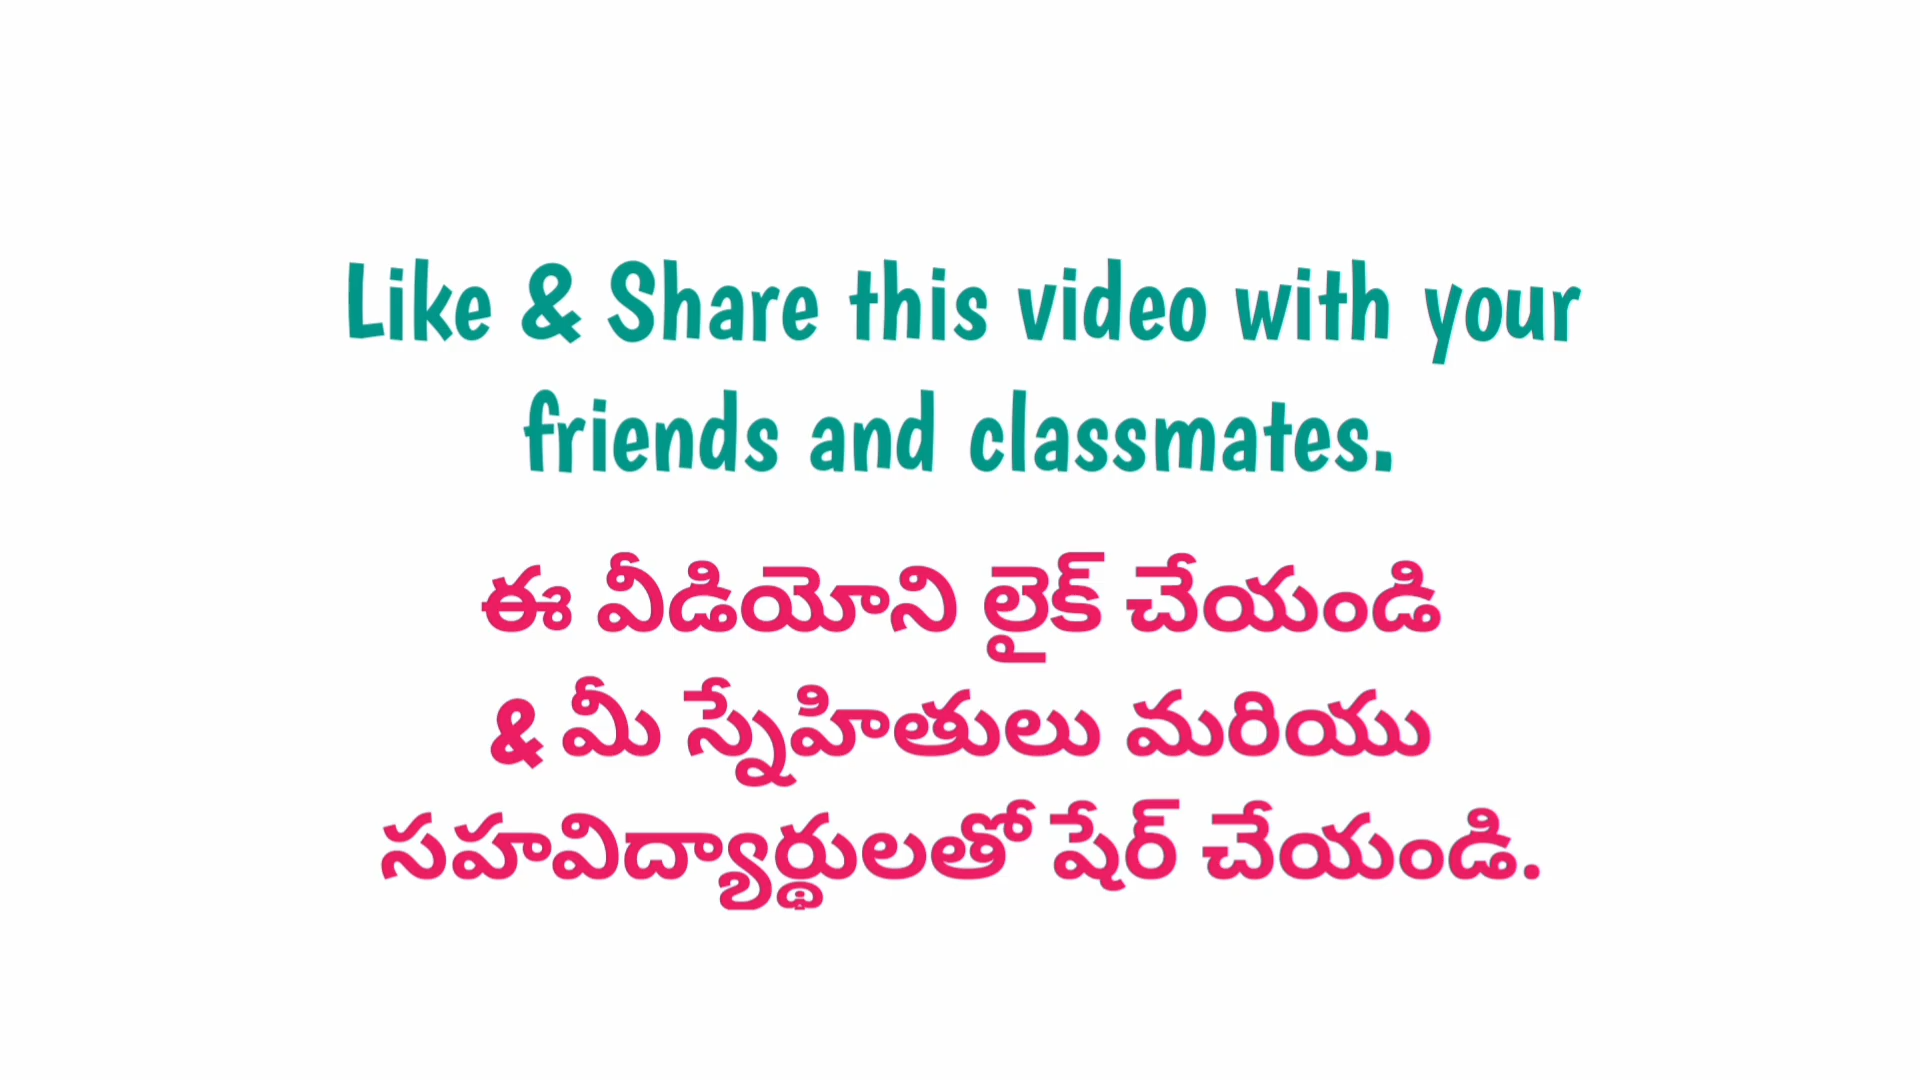 Like & Share this video with your
friends and classmates.
ఈ వీడియోని లైక్ చేయండి
& మీ స్నేహితులు మరియు
సహవిద్యార్థులతో షేర్ చేయండి.